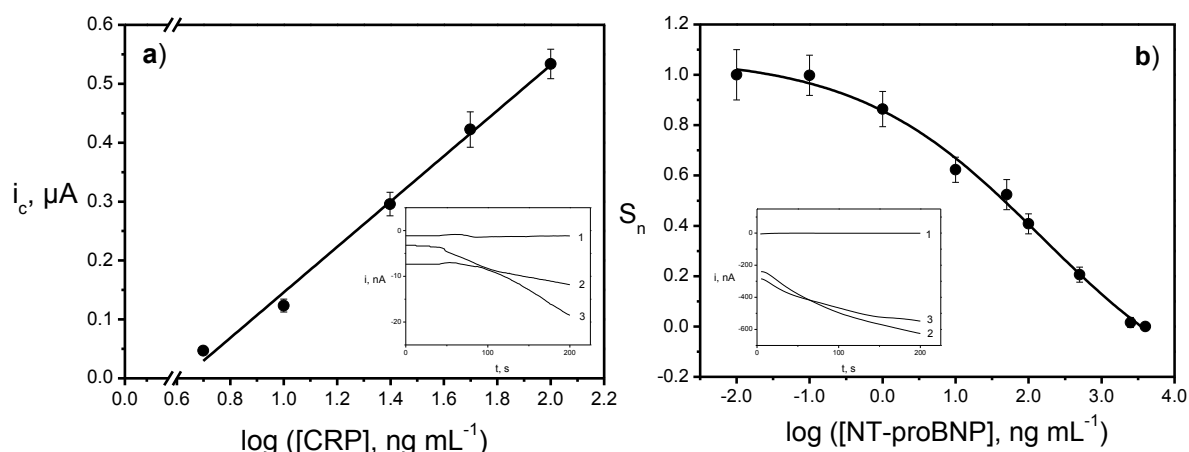 a)
i_c, µA
0.6
0.5
0.4
0.3
0.2
0.1
0.0
0.0 0.6 0.8 1.0 1.2 1.4 1.6 1.8 2.0 2.2
log ([CRP], ng mL⁻¹)
i, nA
0
-10
-20
0 100 200
t, s
1
2
3
b)
S_n
1.2
1.0
0.8
0.6
0.4
0.2
0.0
-0.2
-2.0 -1.0 0.0 1.0 2.0 3.0 4.0
log ([NT-proBNP], ng mL⁻¹)
i, nA
0
-200
-400
-600
0 50 100 150 200
t, s
1
3
2